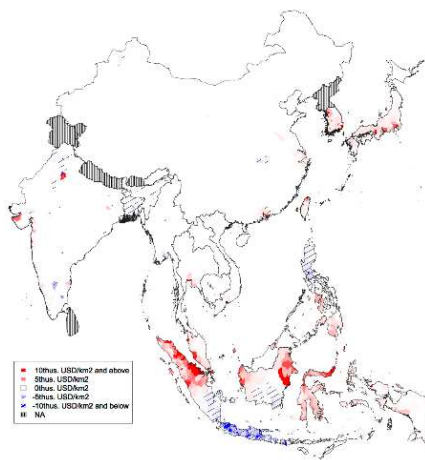 10thus. USD/km2 and above
5thus. USD/km2
0thus. USD/km2
-5thus. USD/km2
-10thus. USD/km2 and below
NA